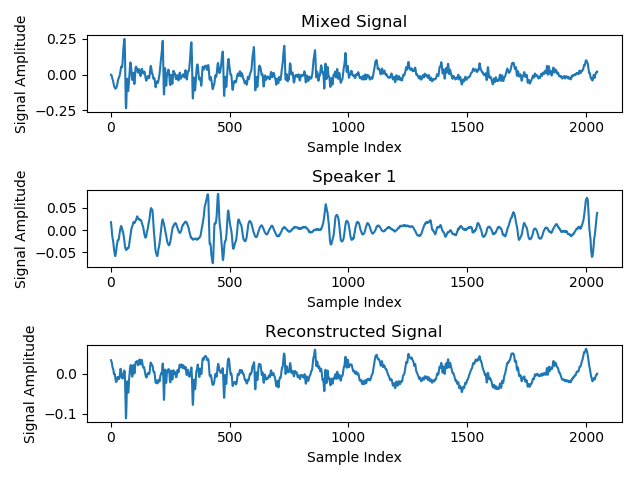 Mixed Signal
Signal Amplitude
0.25
0.00
−0.25
0
500
1000
1500
2000
Sample Index
Speaker 1
Signal Amplitude
0.05
0.00
−0.05
0
500
1000
1500
2000
Sample Index
Reconstructed Signal
Signal Amplitude
0.0
−0.1
0
500
1000
1500
2000
Sample Index